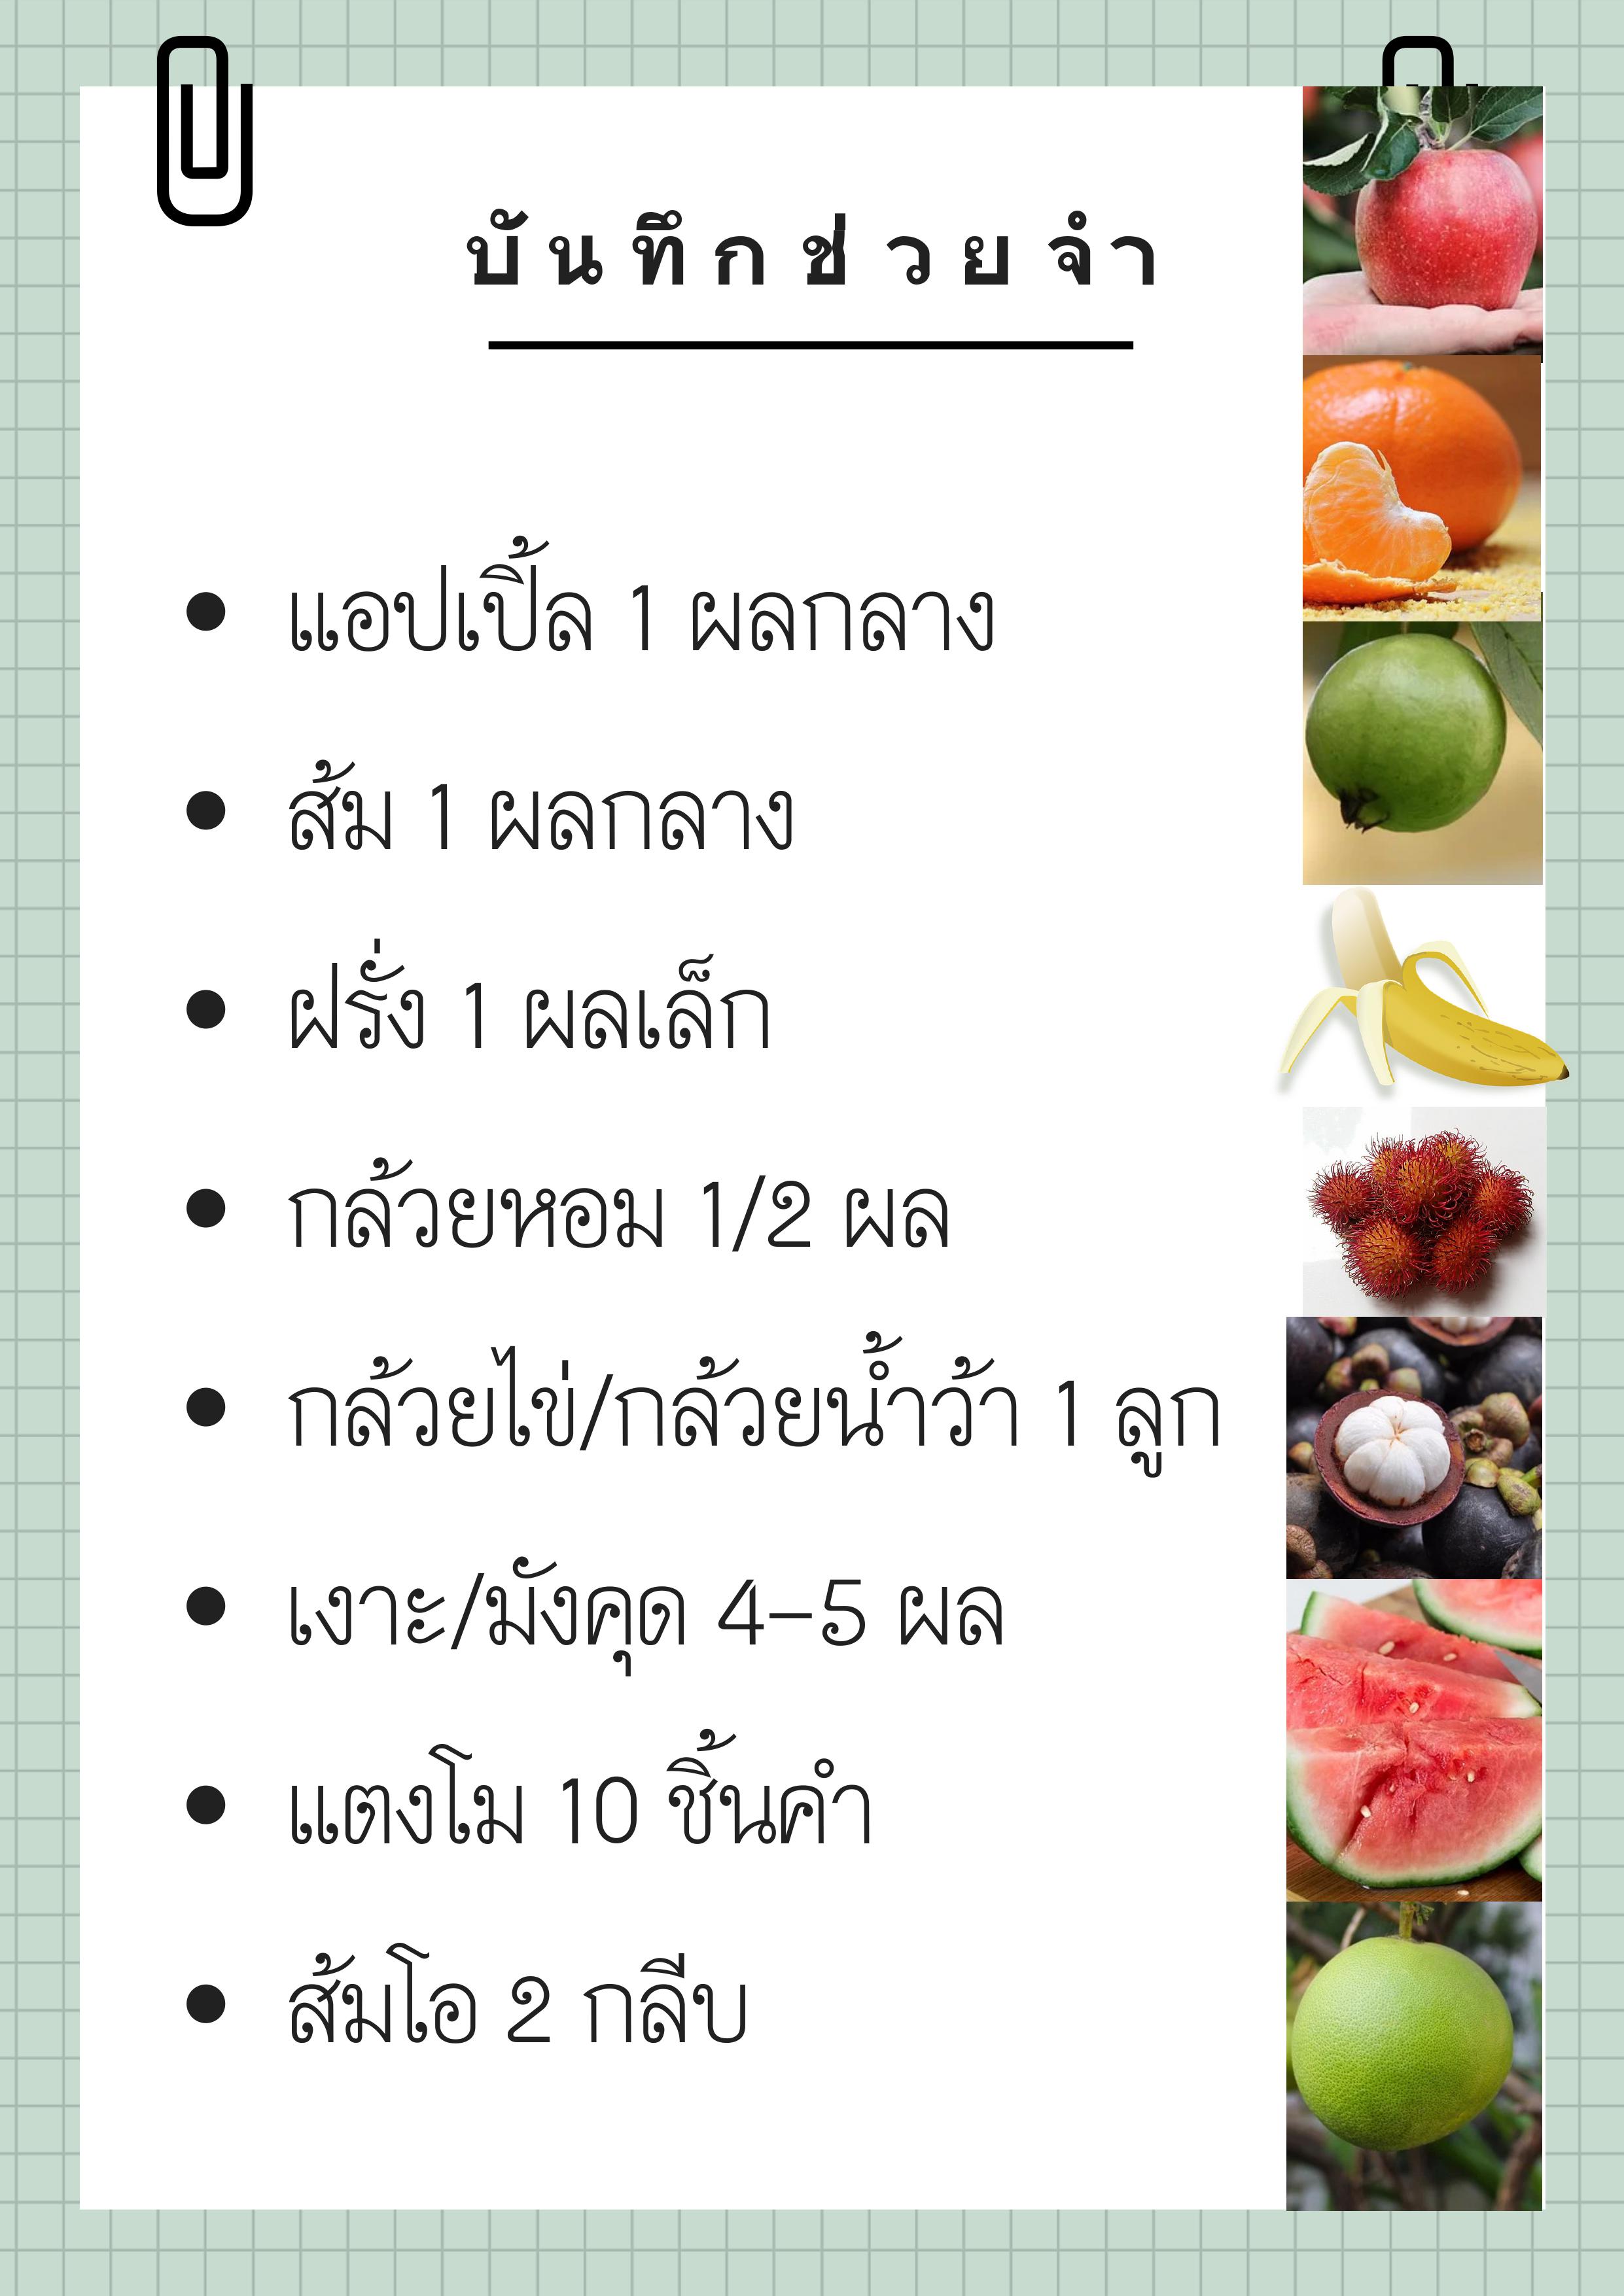 บันทึกช่วยจำ
แอปเปิ้ล 1 ผลกลาง
ส้ม 1 ผลกลาง
ฝรั่ง 1 ผลเล็ก
กล้วยหอม 1/2 ผล
กล้วยไข่/กล้วยน้ำว้า 1 ลูก
เงาะ/มังคุด 4-5 ผล
แตงโม 10 ชิ้นคำ
ส้มโอ 2 กลีบ